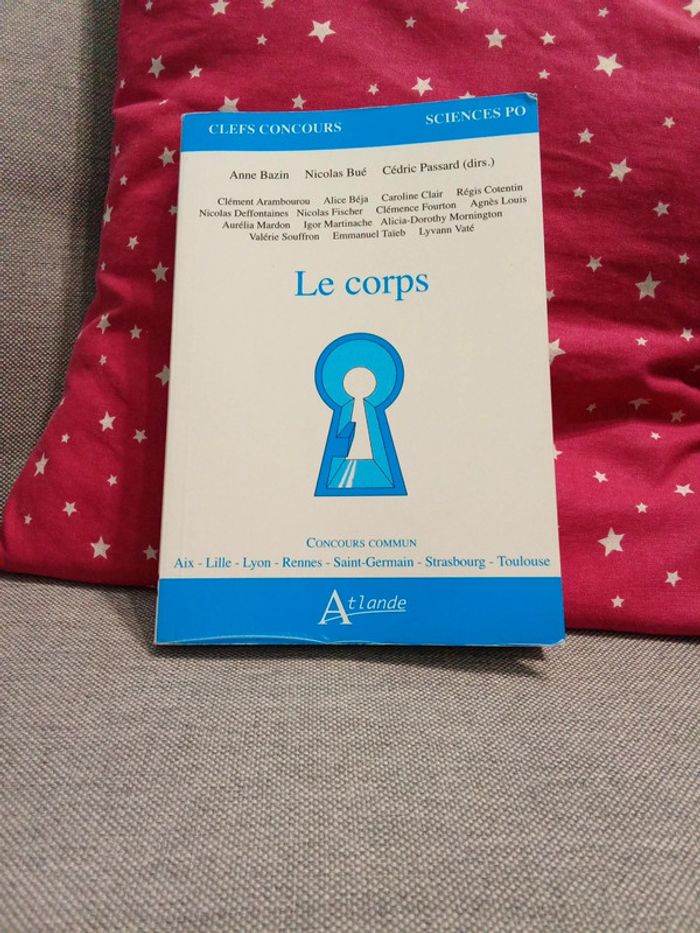 CLEFS CONCOURS SCIENCES PO
Anne Bazin Nicolas Bué Cédric Passard (dirs.)
Clément Arambourou Alice Béja Caroline Clair Régis Cotentin
Nicolas Deffontaines Nicolas Fischer Clémence Fourton Agnès Louis
Aurélia Mardon Igor Martinache Alicia-Dorothy Mornington
Valérie Souffron Emmanuel Taïeb Lyvann Vaté
Le corps
CONCOURS COMMUN
Aix - Lille - Lyon - Rennes - Saint-Germain - Strasbourg - Toulouse
Atlande